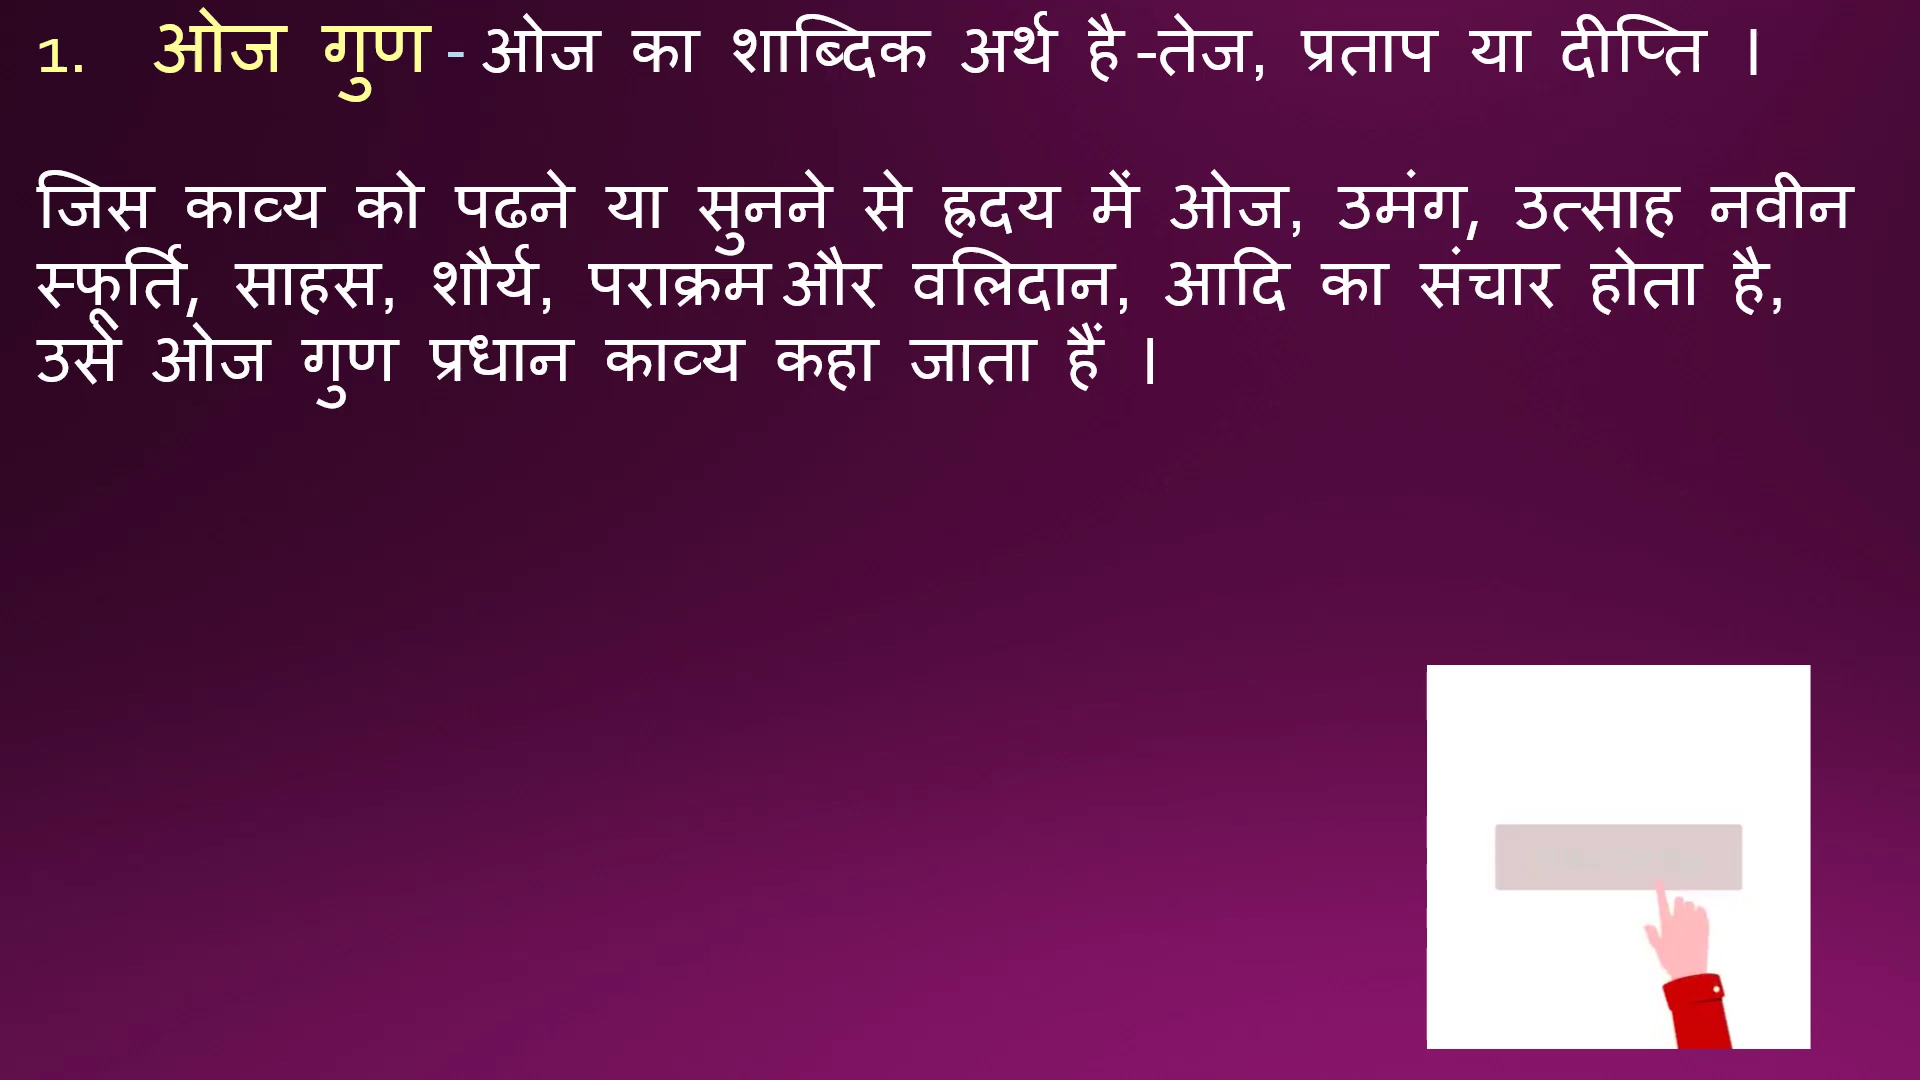 1. ओज गुण - ओज का शाब्दिक अर्थ है -तेज, प्रताप या दीप्ति ।
जिस काव्य को पढने या सुनने से ह्रदय में ओज, उमंग, उत्साह नवीन
स्फूर्ति, साहस, शौर्य, पराक्रम और वलिदान, आदि का संचार होता है,
उसे ओज गुण प्रधान काव्य कहा जाता हैं ।